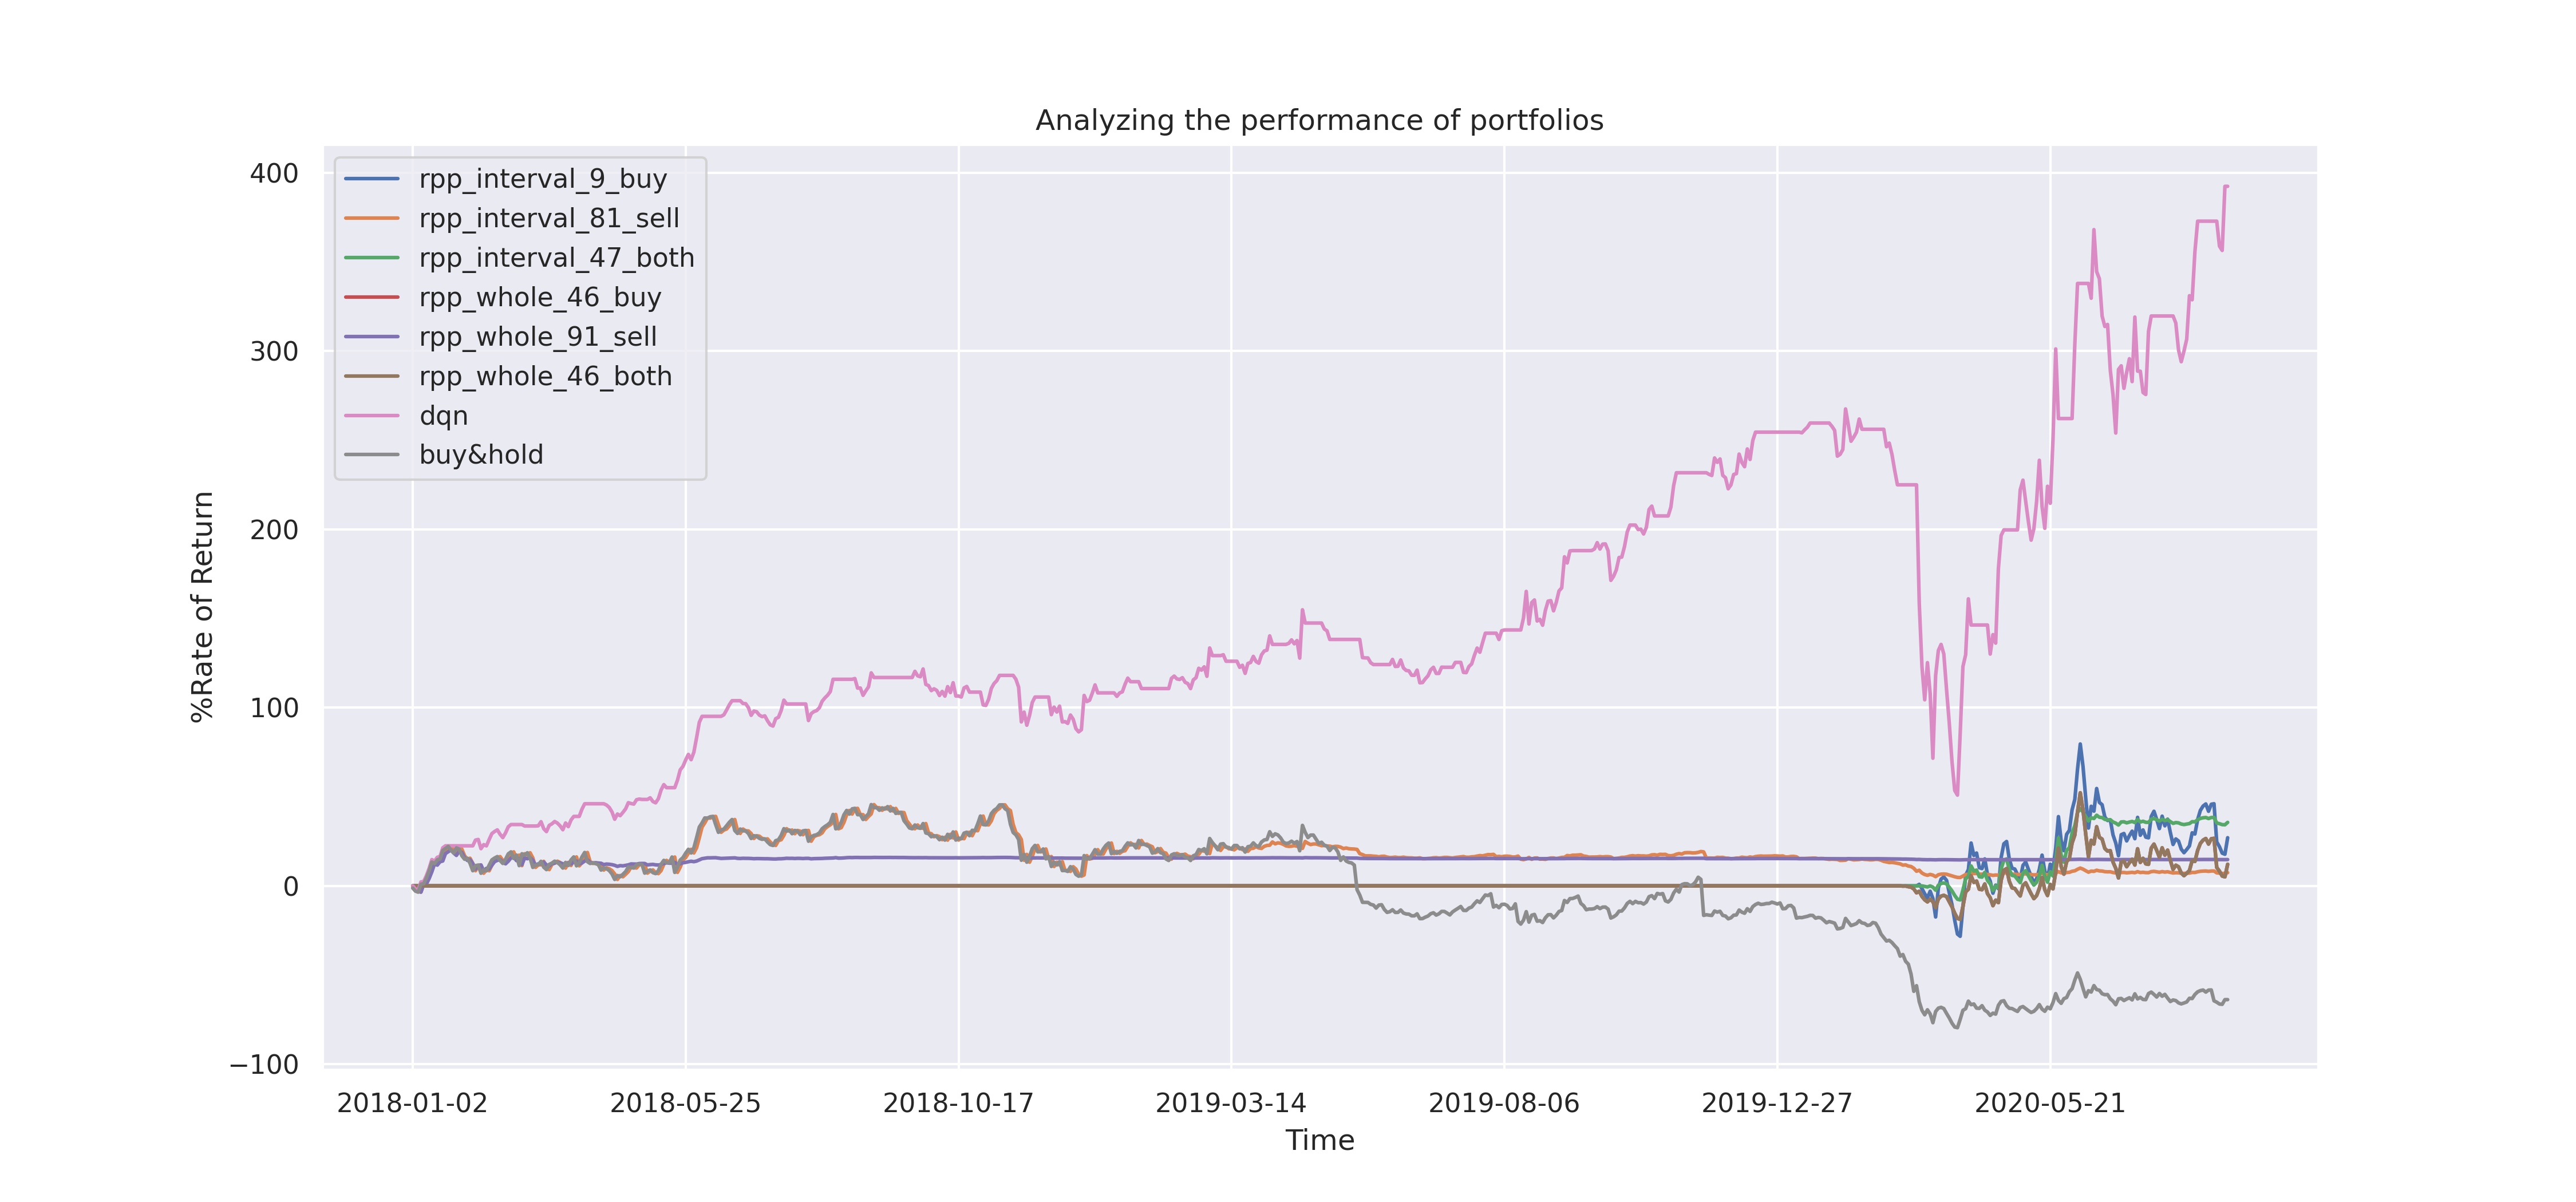 Analyzing the performance of portfolios
400
300
200
100
0
−100
%Rate of Return
rpp_interval_9_buy
rpp_interval_81_sell
rpp_interval_47_both
rpp_whole_46_buy
rpp_whole_91_sell
rpp_whole_46_both
dqn
buy&hold
2018-01-02 2018-05-25 2018-10-17 2019-03-14 2019-08-06 2019-12-27 2020-05-21
Time